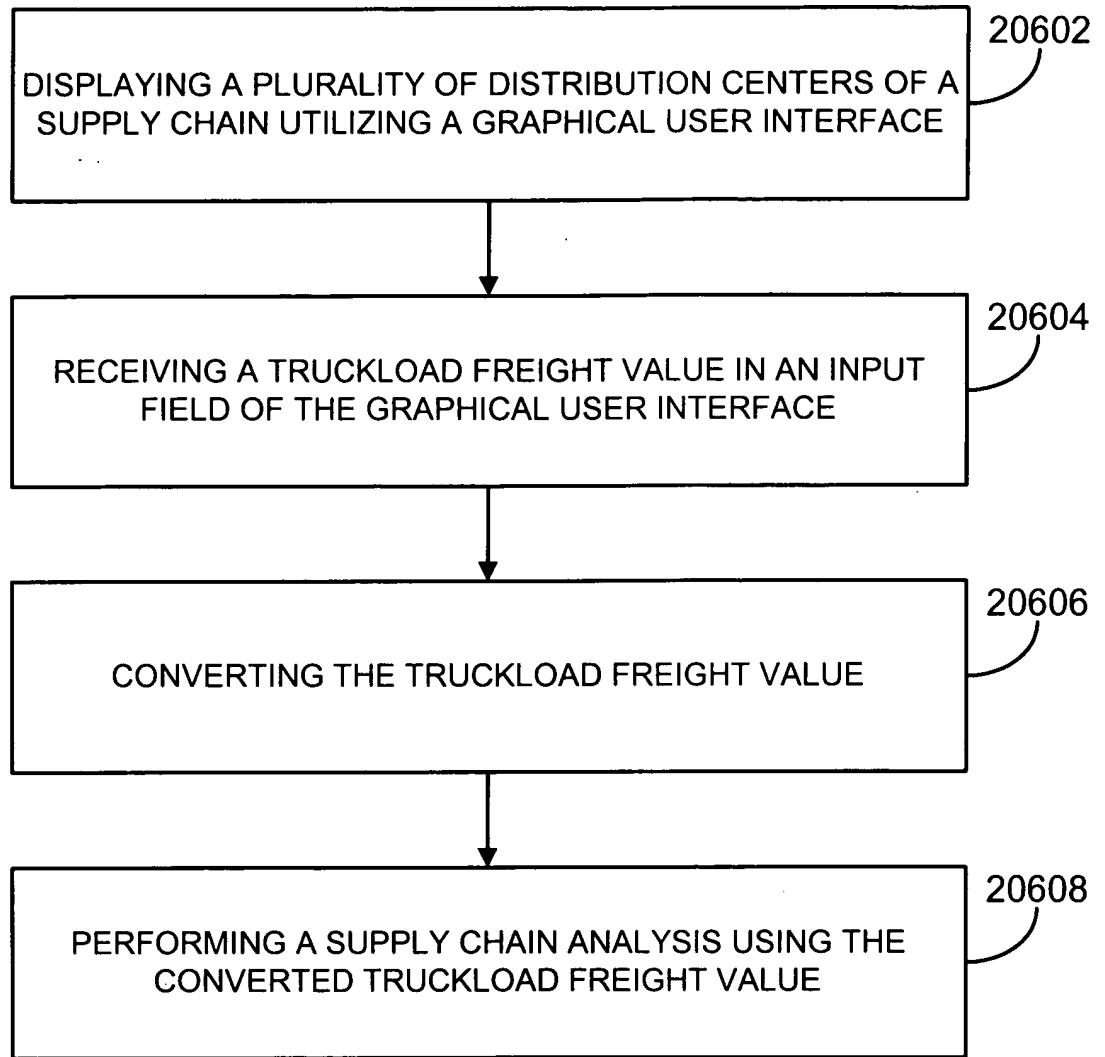 20602
DISPLAYING A PLURALITY OF DISTRIBUTION CENTERS OF A
SUPPLY CHAIN UTILIZING A GRAPHICAL USER INTERFACE
20604
RECEIVING A TRUCKLOAD FREIGHT VALUE IN AN INPUT
FIELD OF THE GRAPHICAL USER INTERFACE
20606
CONVERTING THE TRUCKLOAD FREIGHT VALUE
20608
PERFORMING A SUPPLY CHAIN ANALYSIS USING THE
CONVERTED TRUCKLOAD FREIGHT VALUE